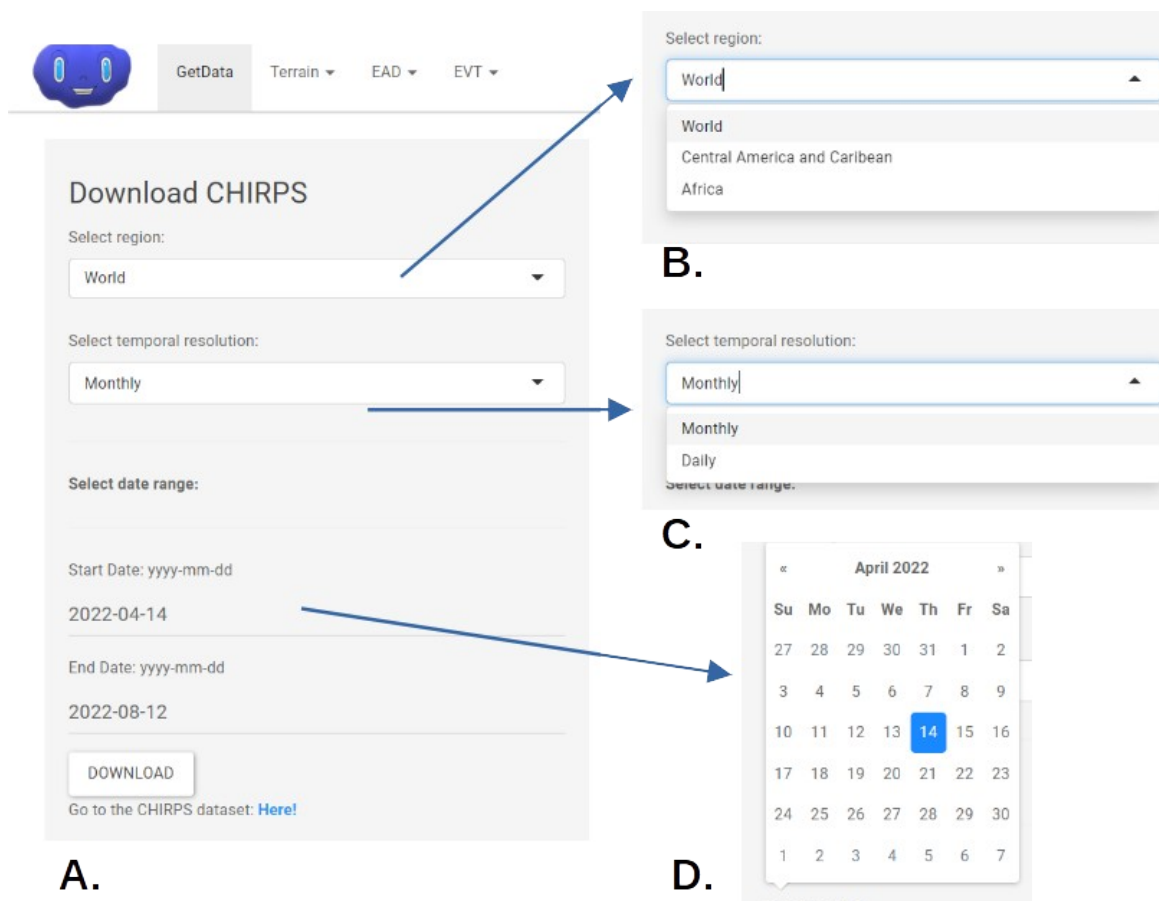 GetData Terrain EAD EVT
Download CHIRPS
Select region:
World
Select temporal resolution:
Monthly
Select date range:
Start Date: yyyy-mm-dd
2022-04-14
End Date: yyyy-mm-dd
2022-08-12
DOWNLOAD
Go to the CHIRPS dataset: Here!
A.
Select region:
World
World
Central America and Caribean
Africa
B.
Select temporal resolution:
Monthly
Monthly
Daily
Select date range:
C.
« April 2022 »
Su Mo Tu We Th Fr Sa
27 28 29 30 31 1 2
3 4 5 6 7 8 9
10 11 12 13 14 15 16
17 18 19 20 21 22 23
24 25 26 27 28 29 30
1 2 3 4 5 6 7
D.